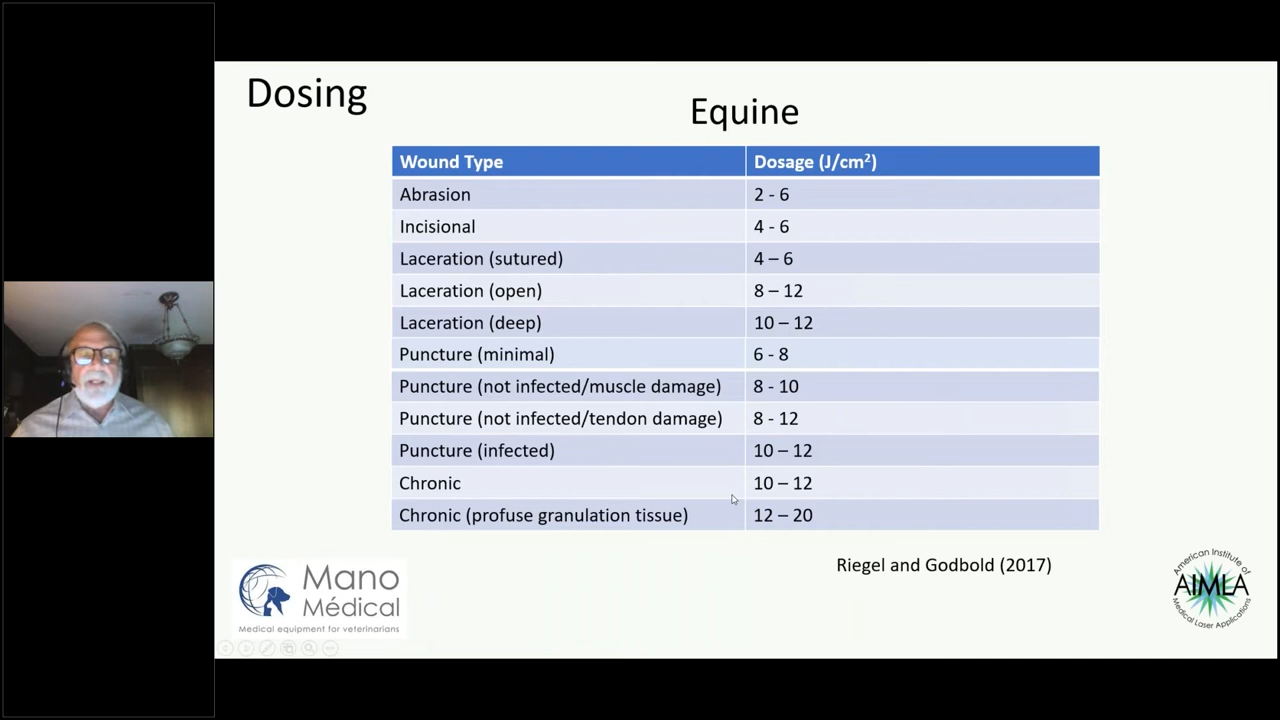 Dosing
Equine
Wound Type Dosage (J/cm²)
Abrasion 2 - 6
Incisional 4 - 6
Laceration (sutured) 4 – 6
Laceration (open) 8 – 12
Laceration (deep) 10 – 12
Puncture (minimal) 6 - 8
Puncture (not infected/muscle damage) 8 - 10
Puncture (not infected/tendon damage) 8 - 12
Puncture (infected) 10 – 12
Chronic 10 – 12
Chronic (profuse granulation tissue) 12 – 20
Riegel and Godbold (2017)
Mano
Médical
Medical equipment for veterinarians
American Institute of
AIMLA
Medical Laser Applications